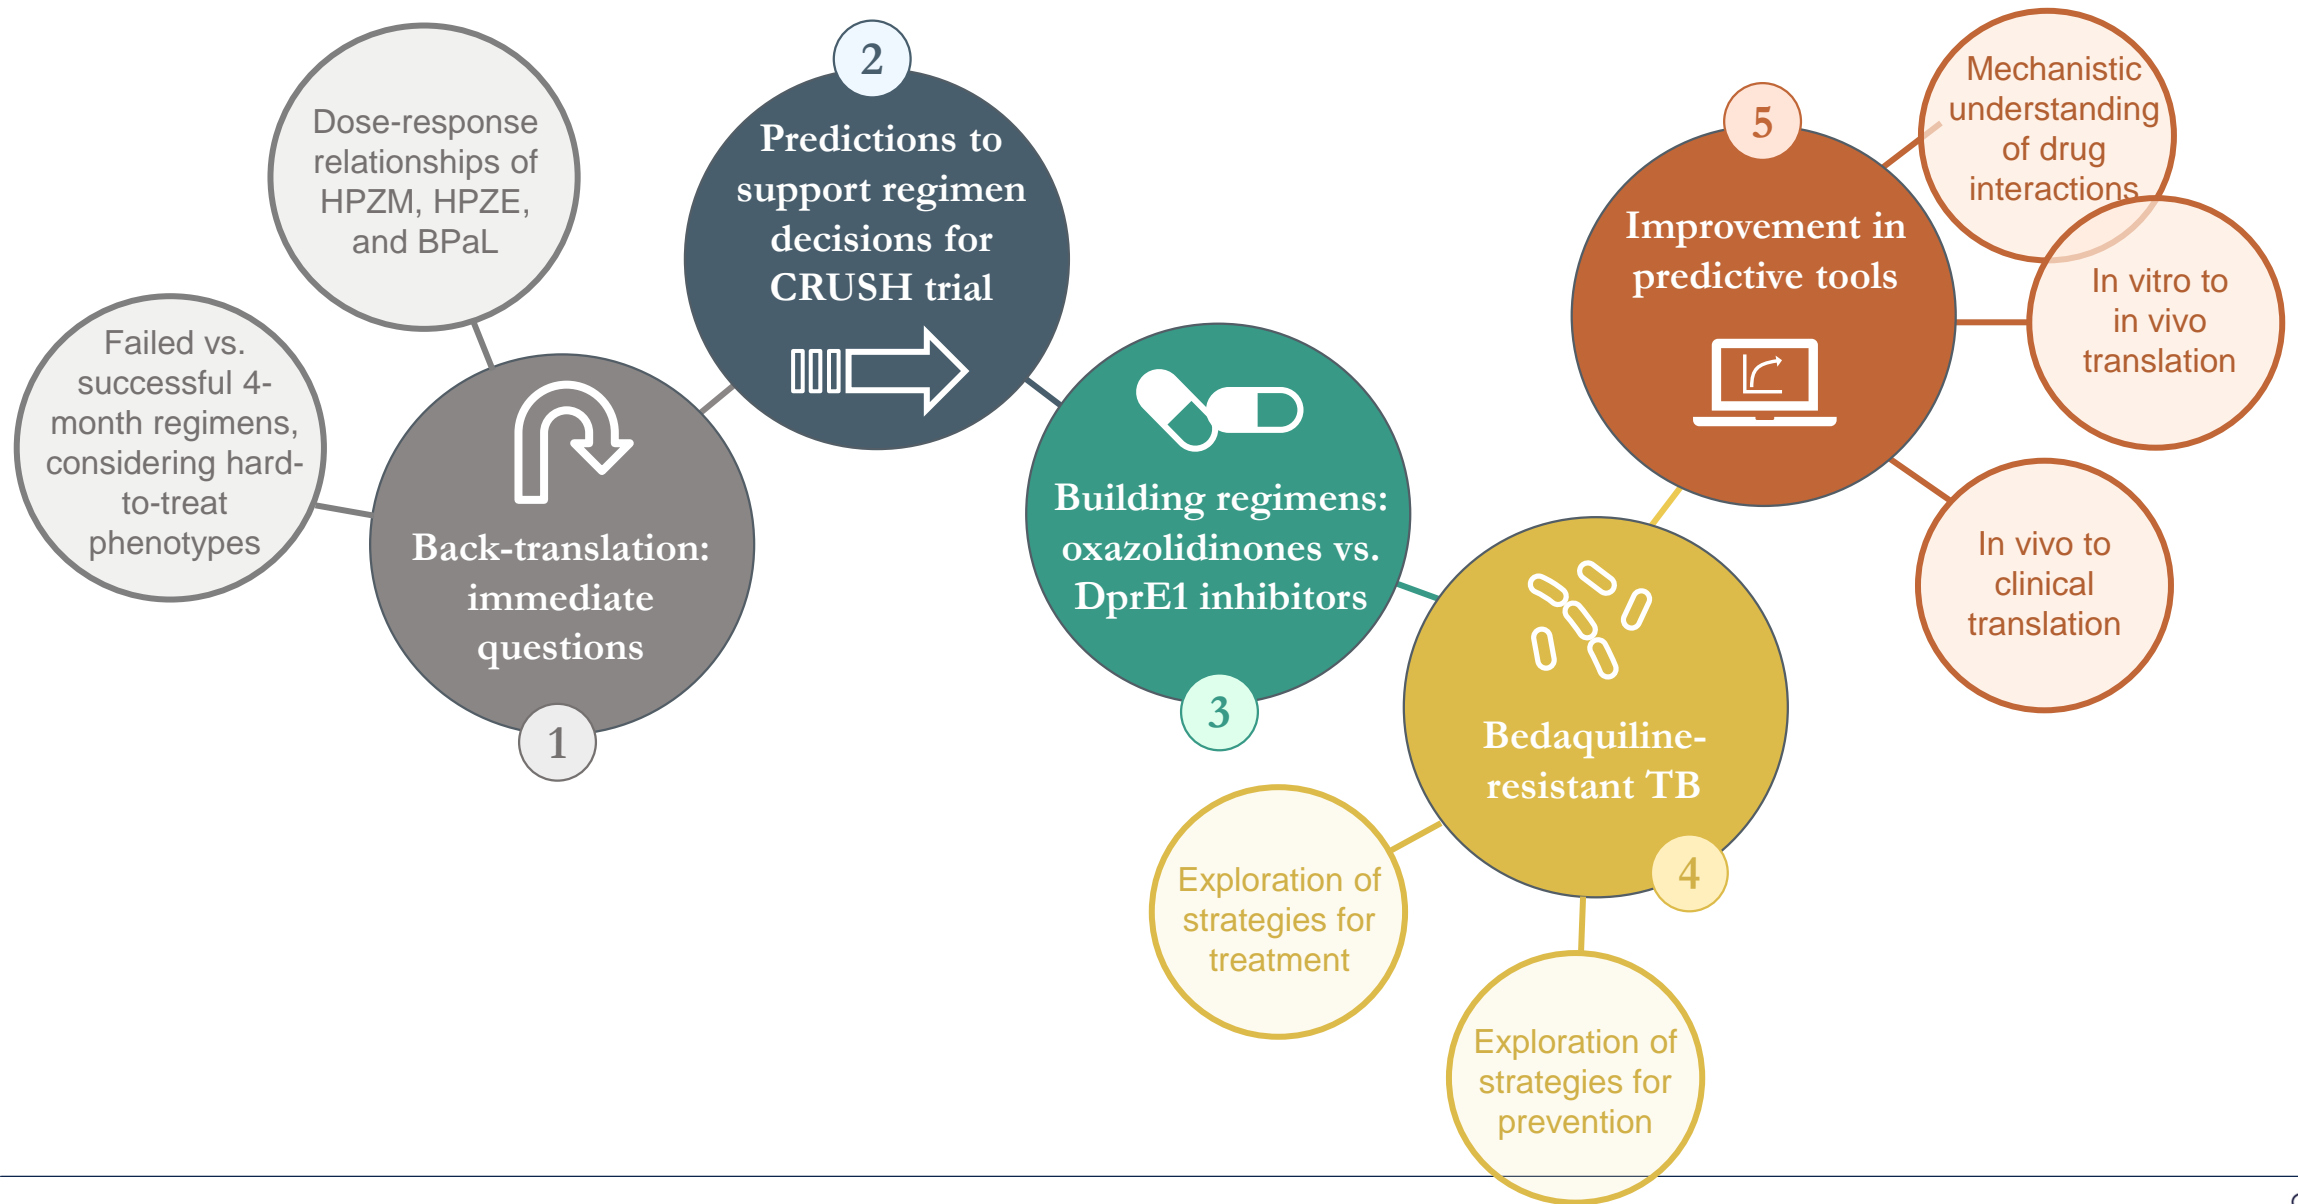 Dose-response
relationships of
HPZM, HPZE,
and BPaL
Failed vs.
successful 4-
month regimens,
considering hard-
to-treat
phenotypes
Back-translation:
immediate
questions
1
2
Predictions to
support regimen
decisions for
CRUSH trial
Building regimens:
oxazolidinones vs.
DprE1 inhibitors
3
Bedaquiline-
resistant TB
4
Exploration of
strategies for
treatment
Exploration of
strategies for
prevention
5
Improvement in
predictive tools
Mechanistic
understanding
of drug
interactions
In vitro to
in vivo
translation
In vivo to
clinical
translation